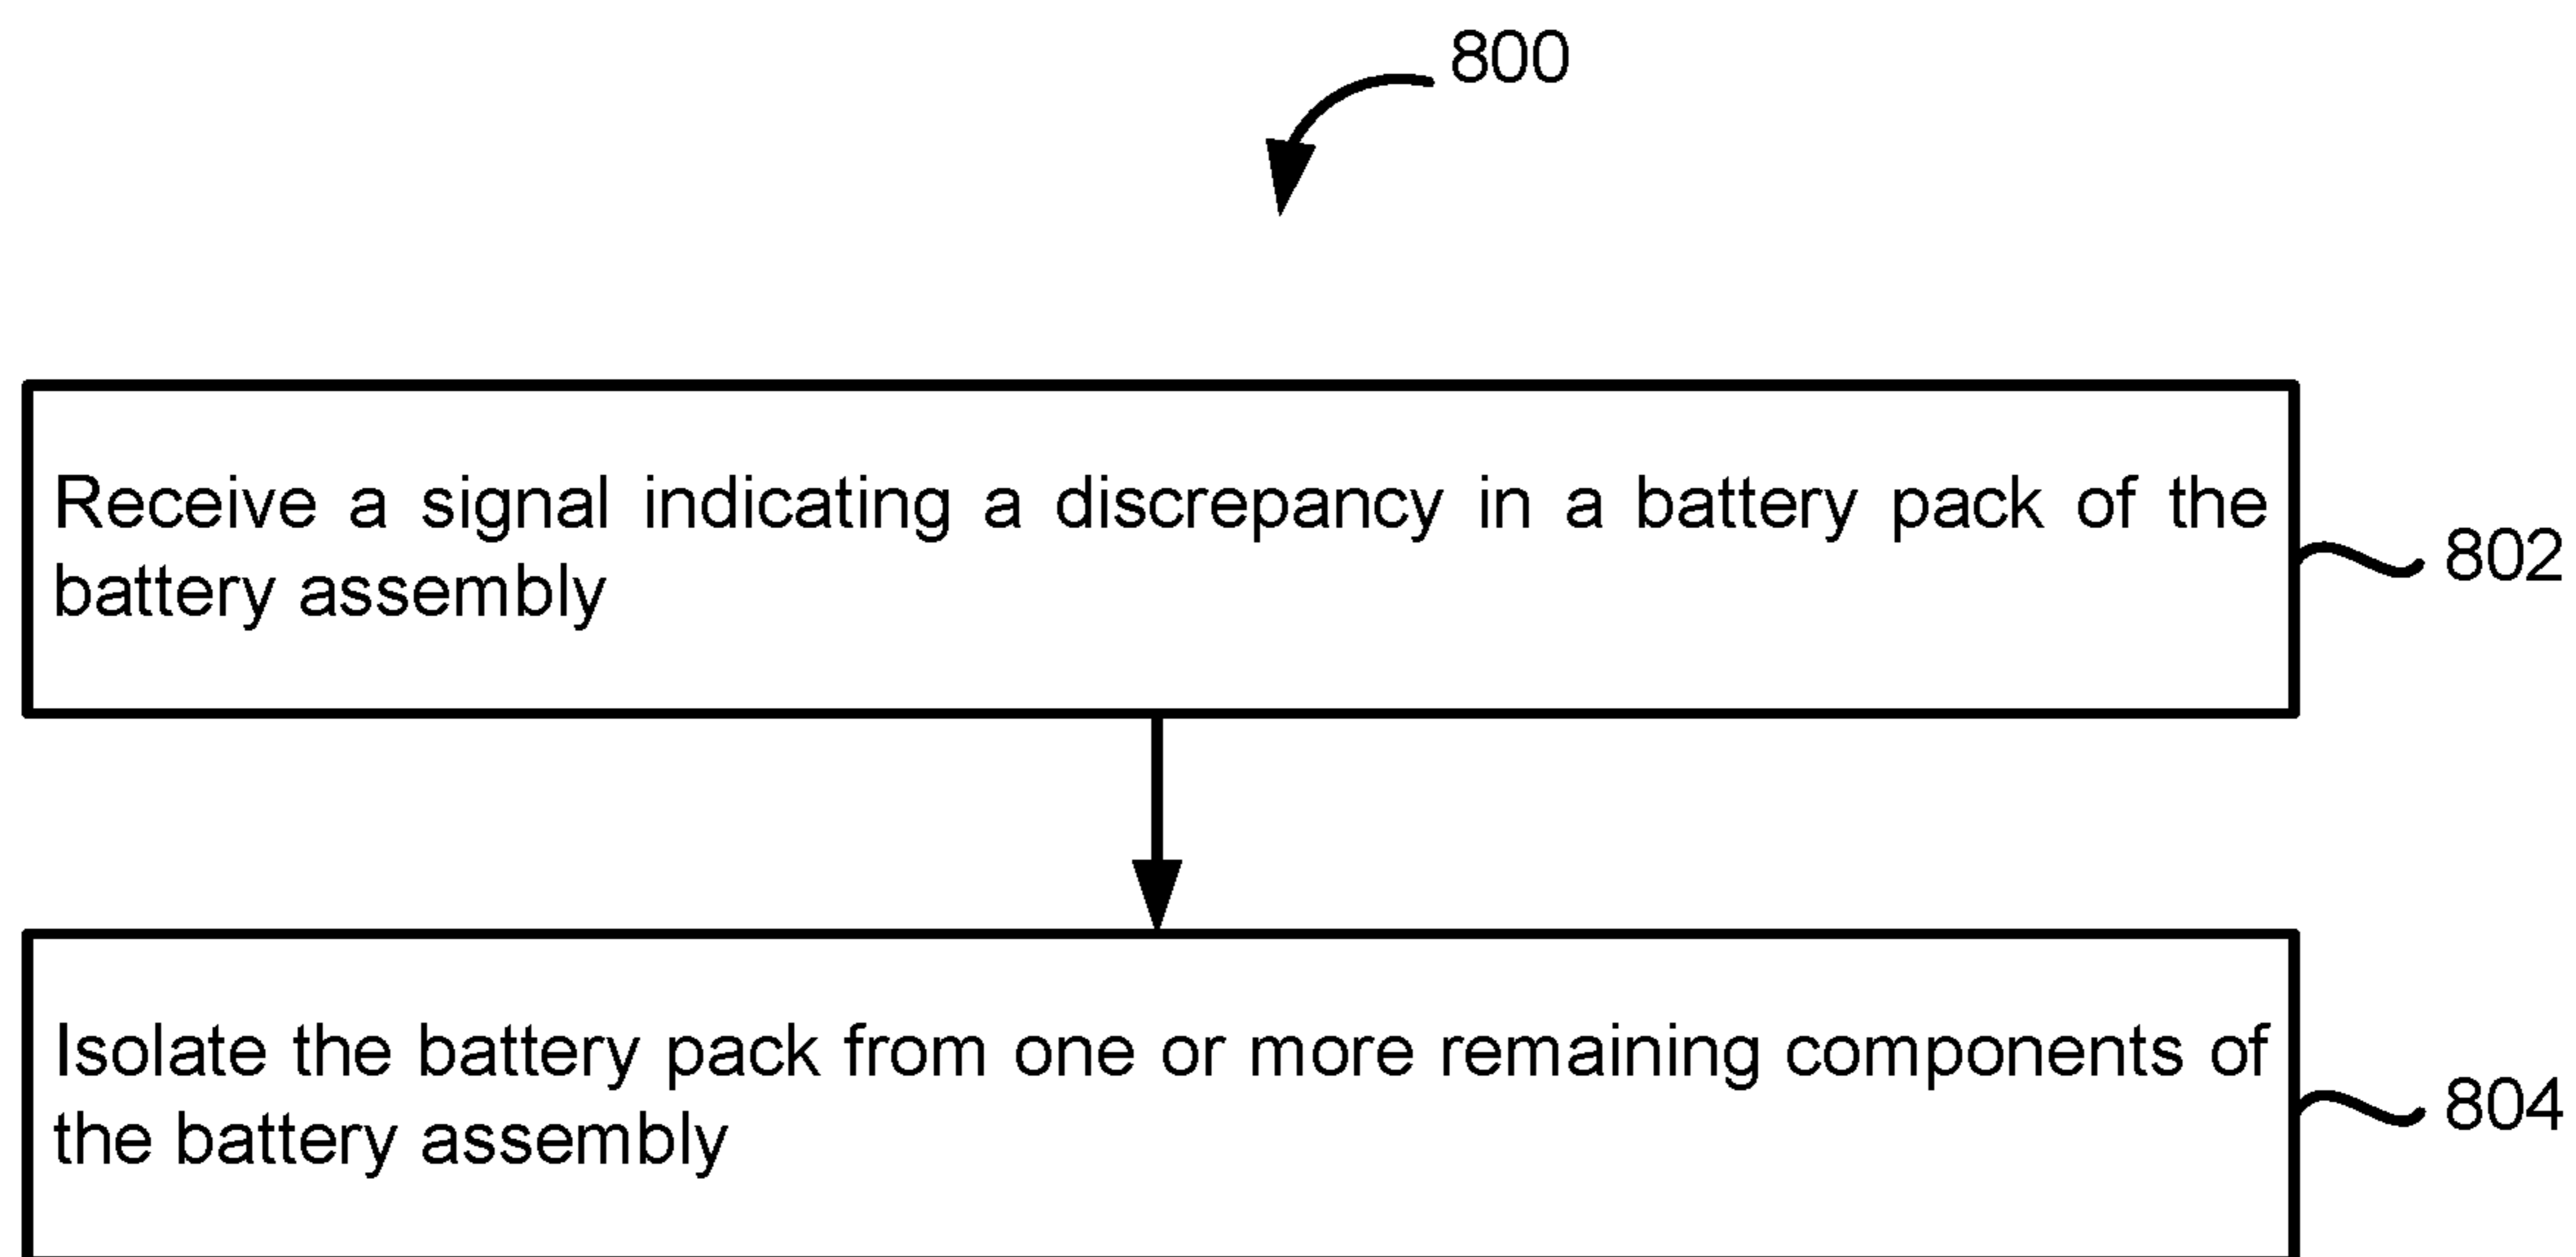 800
Receive a signal indicating a discrepancy in a battery pack of the
battery assembly
802
Isolate the battery pack from one or more remaining components of
the battery assembly
804